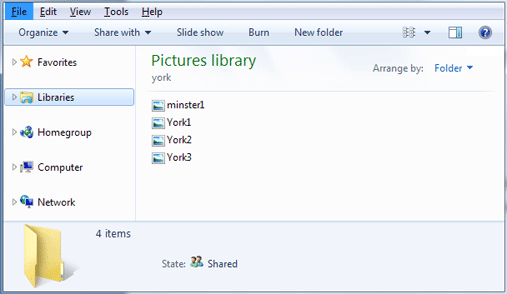 File Edit View Tools Help
Organize Share with Slide show Burn New folder
Favorites
Libraries
Homegroup
Computer
Network
Pictures library
york
Arrange by: Folder
minster1
York1
York2
York3
4 items
State: Shared